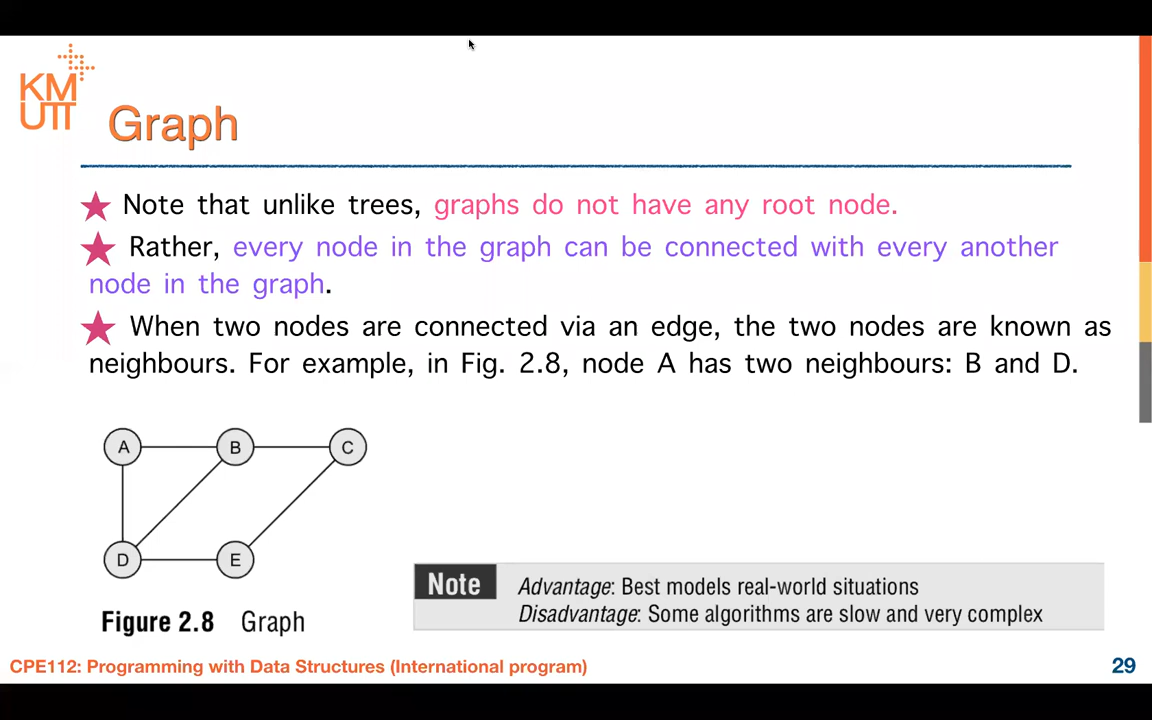 KM
UTT
Graph
★ Note that unlike trees, graphs do not have any root node.
★ Rather, every node in the graph can be connected with every another
node in the graph.
★ When two nodes are connected via an edge, the two nodes are known as
neighbours. For example, in Fig. 2.8, node A has two neighbours: B and D.
A B C
D E
Figure 2.8 Graph
Note
Advantage: Best models real-world situations
Disadvantage: Some algorithms are slow and very complex
CPE112: Programming with Data Structures (International program)
29